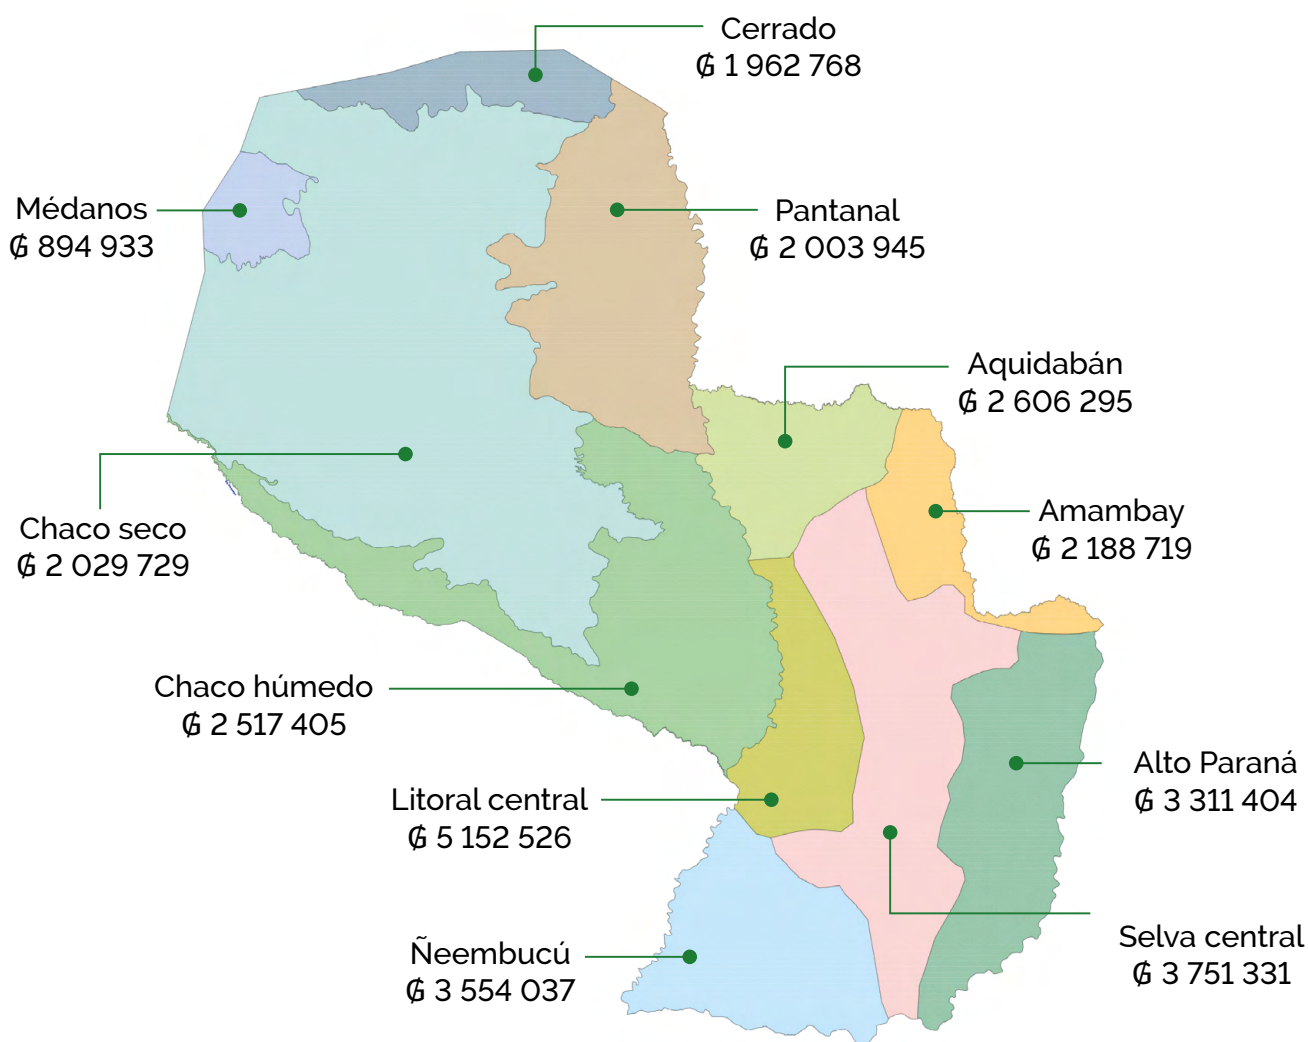 Cerrado
₲ 1 962 768
Médanos
₲ 894 933
Pantanal
₲ 2 003 945
Aquidabán
₲ 2 606 295
Chaco seco
₲ 2 029 729
Amambay
₲ 2 188 719
Chaco húmedo
₲ 2 517 405
Alto Paraná
₲ 3 311 404
Litoral central
₲ 5 152 526
Selva central
₲ 3 751 331
Ñeembucú
₲ 3 554 037